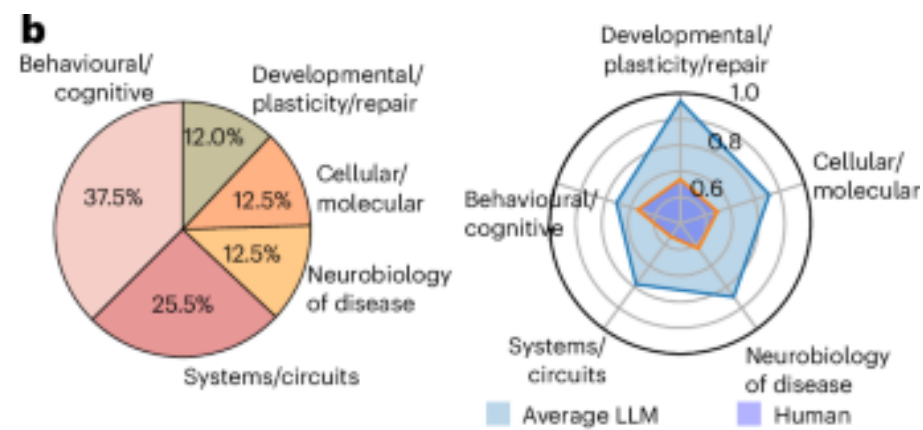 b
Behavioural/
cognitive
Developmental/
plasticity/repair
12.0%
37.5%
Cellular/
molecular
12.5%
12.5%
Neurobiology
of disease
25.5%
Systems/circuits
Developmental/
plasticity/repair
1.0
0.8
Cellular/
molecular
0.6
Behavioural/
cognitive
Systems/
circuits
Neurobiology
of disease
Average LLM
Human